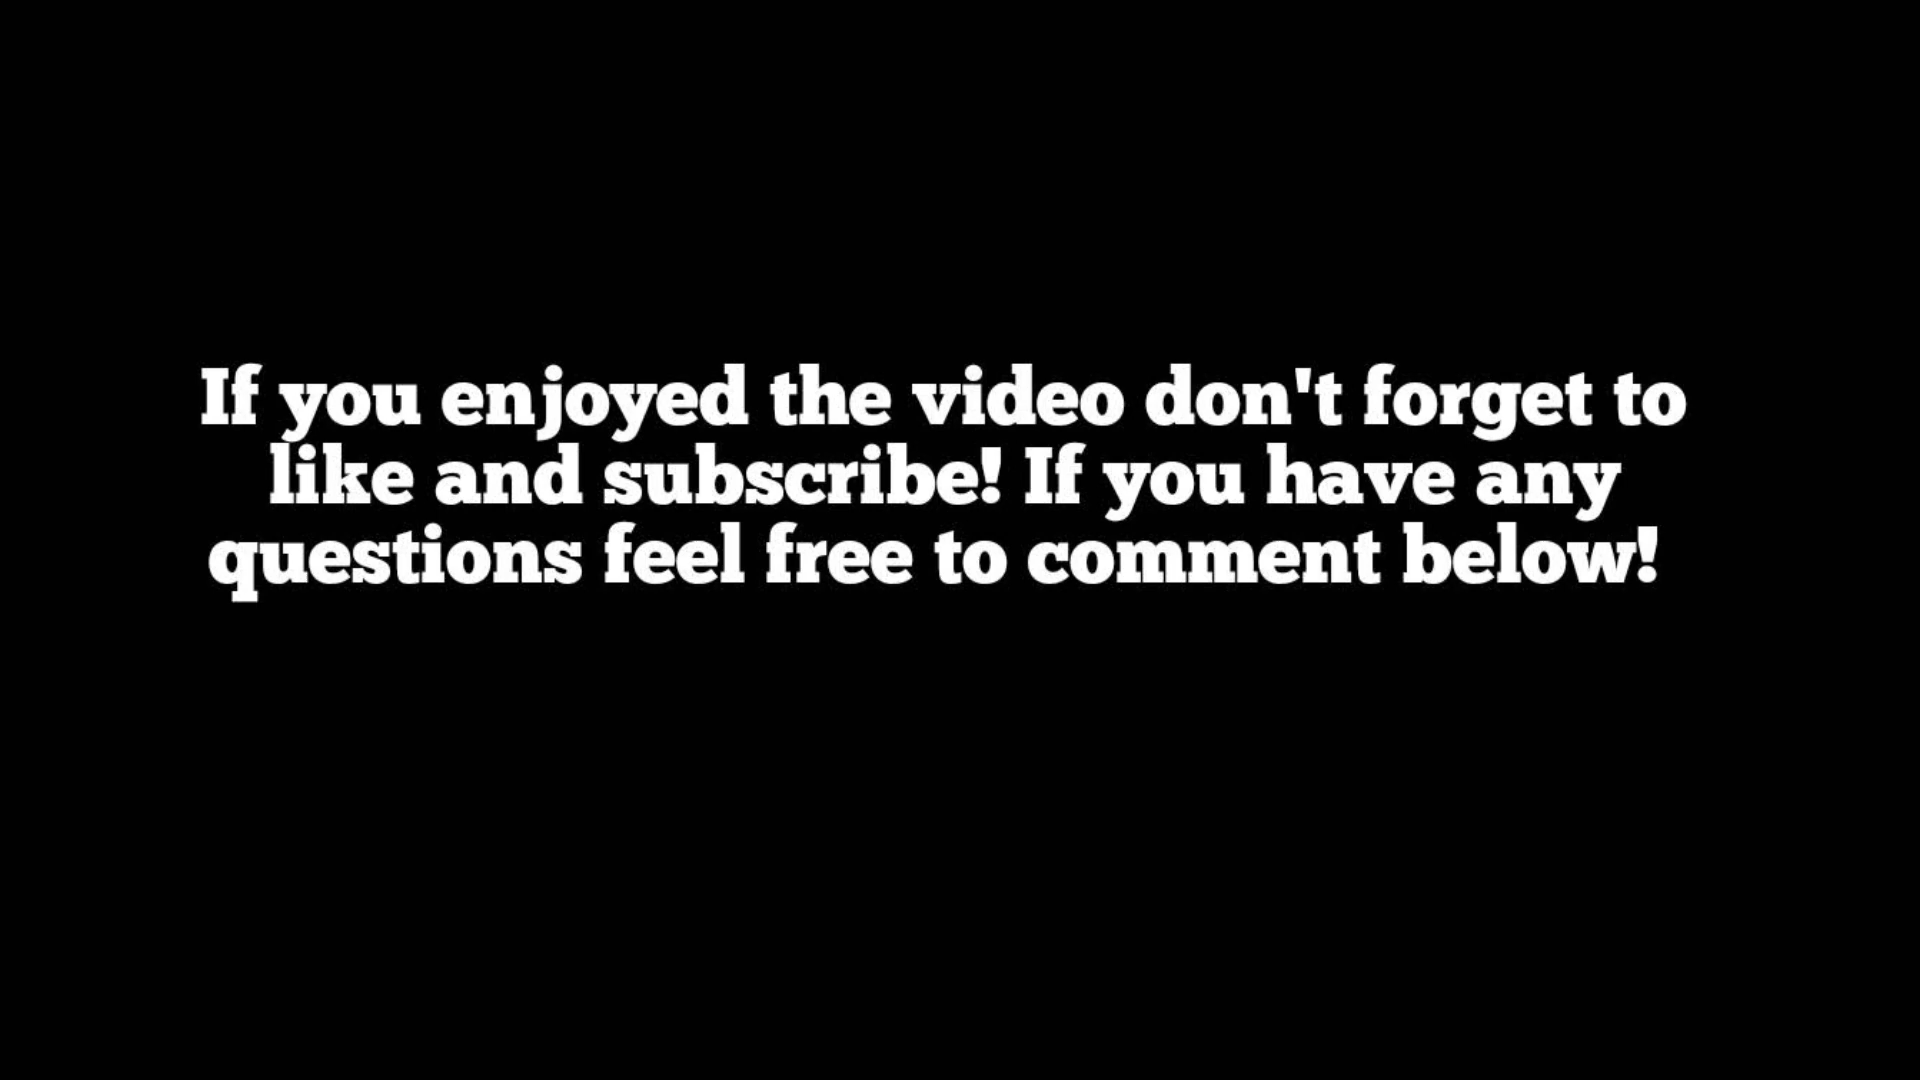 If you enjoyed the video don't forget to
like and subscribe! If you have any
questions feel free to comment below!